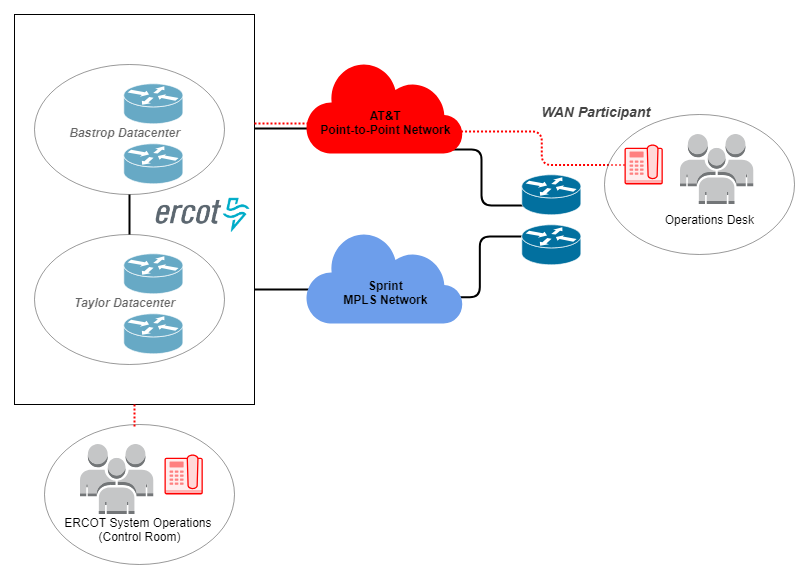 AT&T
Point-to-Point Network
WAN Participant
Bastrop Datacenter
Operations Desk
ercot
Sprint
MPLS Network
Taylor Datacenter
ERCOT System Operations
(Control Room)